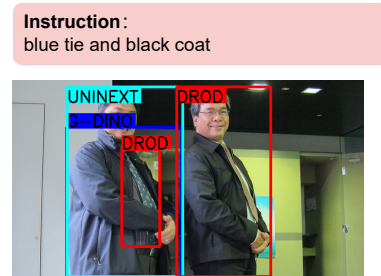 Instruction:
blue tie and black coat
UNINEXT
DROD
G-DINO
DROD